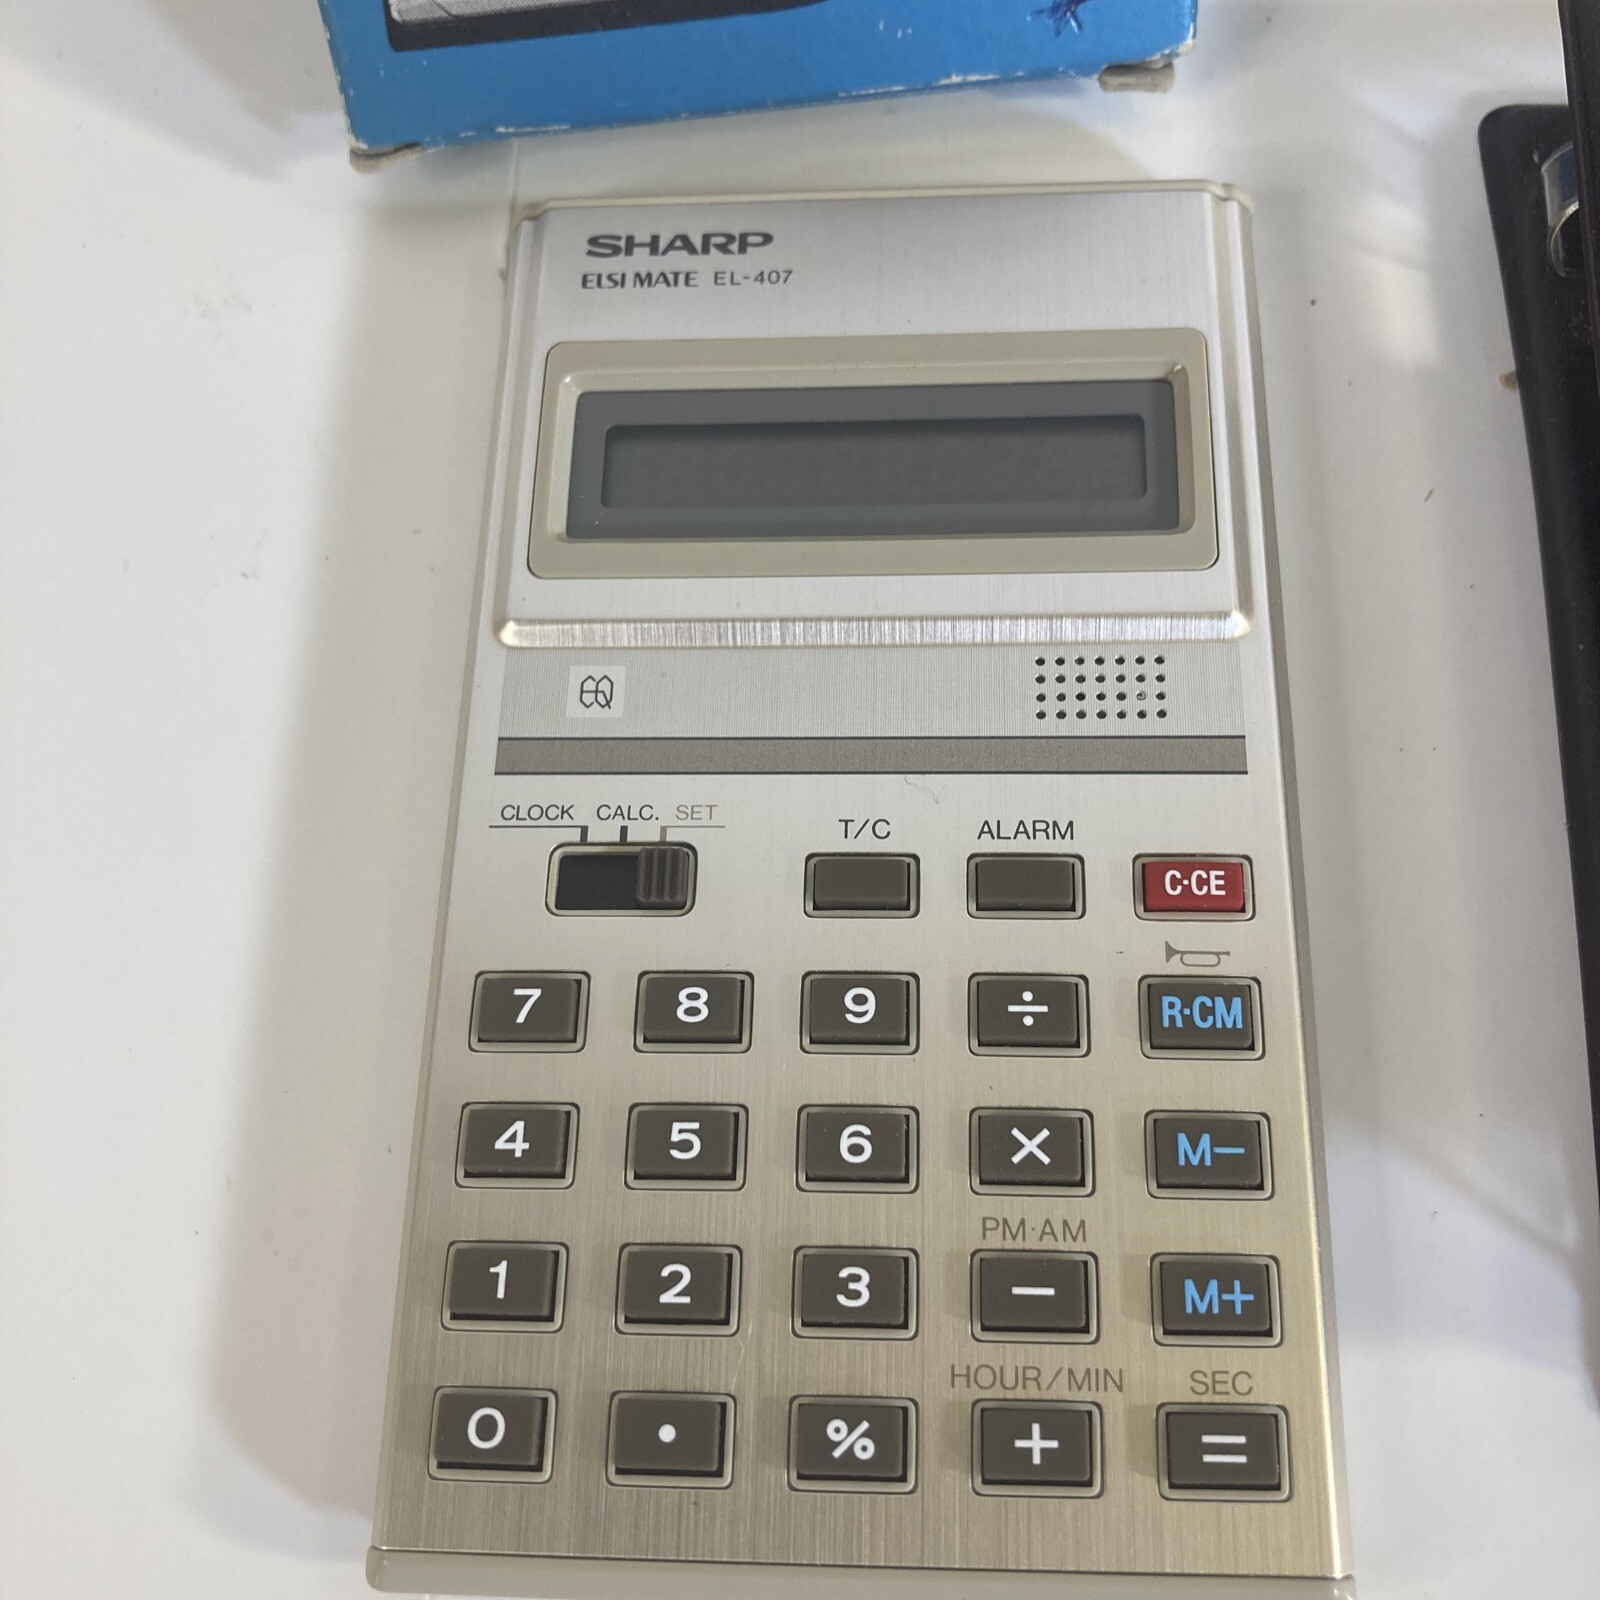 SHARP
ELSI MATE EL-407
EQ
CLOCK CALC. SET
T/C ALARM
C·CE
7 8 9 ÷ R·CM
4 5 6 × M−
PM·AM
1 2 3 − M+
HOUR/MIN SEC
0 • % + =